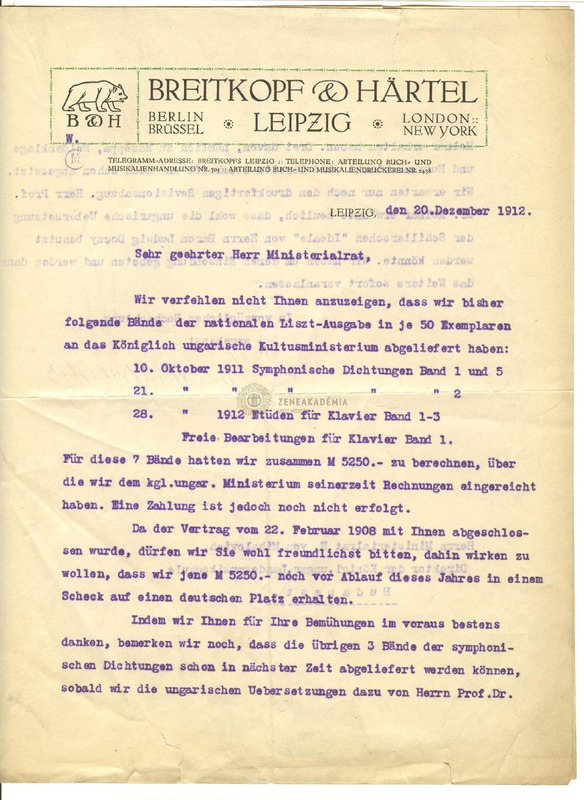 BREITKOPF & HÄRTEL
B & H
BERLIN
BRÜSSEL
LEIPZIG
LONDON::
NEW YORK
W.
TELEGRAMM-ADRESSE: BREITKOPFS LEIPZIG :: TELEPHONE: ABTEILUNG BUCH- UND
MUSIKALIENHANDLUNG NR. 301 :: ABTEILUNG BUCH- UND MUSIKALIENDRUCKEREI NR. 2438
LEIPZIG, den 20.Dezember 1912.
Sehr geehrter Herr Ministerialrat,
Wir verfehlen nicht Ihnen anzuzeigen, dass wir bisher
folgende Bände der nationalen Liszt-Ausgabe in je 50 Exemplaren
an das Königlich ungarische Kultusministerium abgeliefert haben:
10. Oktober 1911 Symphonische Dichtungen Band 1 und 5
21. " " " " " 2
ZENEAKADÉMIA
28. " 1912 Etüden für Klavier Band 1-3
Freie Bearbeitungen für Klavier Band 1.
Für diese 7 Bände hatten wir zusammen M 5250.- zu berechnen, über
die wir dem kgl.ungar. Ministerium seinerzeit Rechnungen eingereicht
haben. Eine Zahlung ist jedoch noch nicht erfolgt.
Da der Vertrag vom 22. Februar 1908 mit Ihnen abgeschlos-
sen wurde, dürfen wir Sie wohl freundlichst bitten, dahin wirken zu
wollen, dass wir jene M 5250.- noch vor Ablauf dieses Jahres in einem
Scheck auf einen deutschen Platz erhalten.
Indem wir Ihnen für Ihre Bemühungen im voraus bestens
danken, bemerken wir noch, dass die übrigen 3 Bände der symphoni-
schen Dichtungen schon in nächster Zeit abgeliefert werden können,
sobald wir die ungarischen Uebersetzungen dazu von Herrn Prof.Dr.